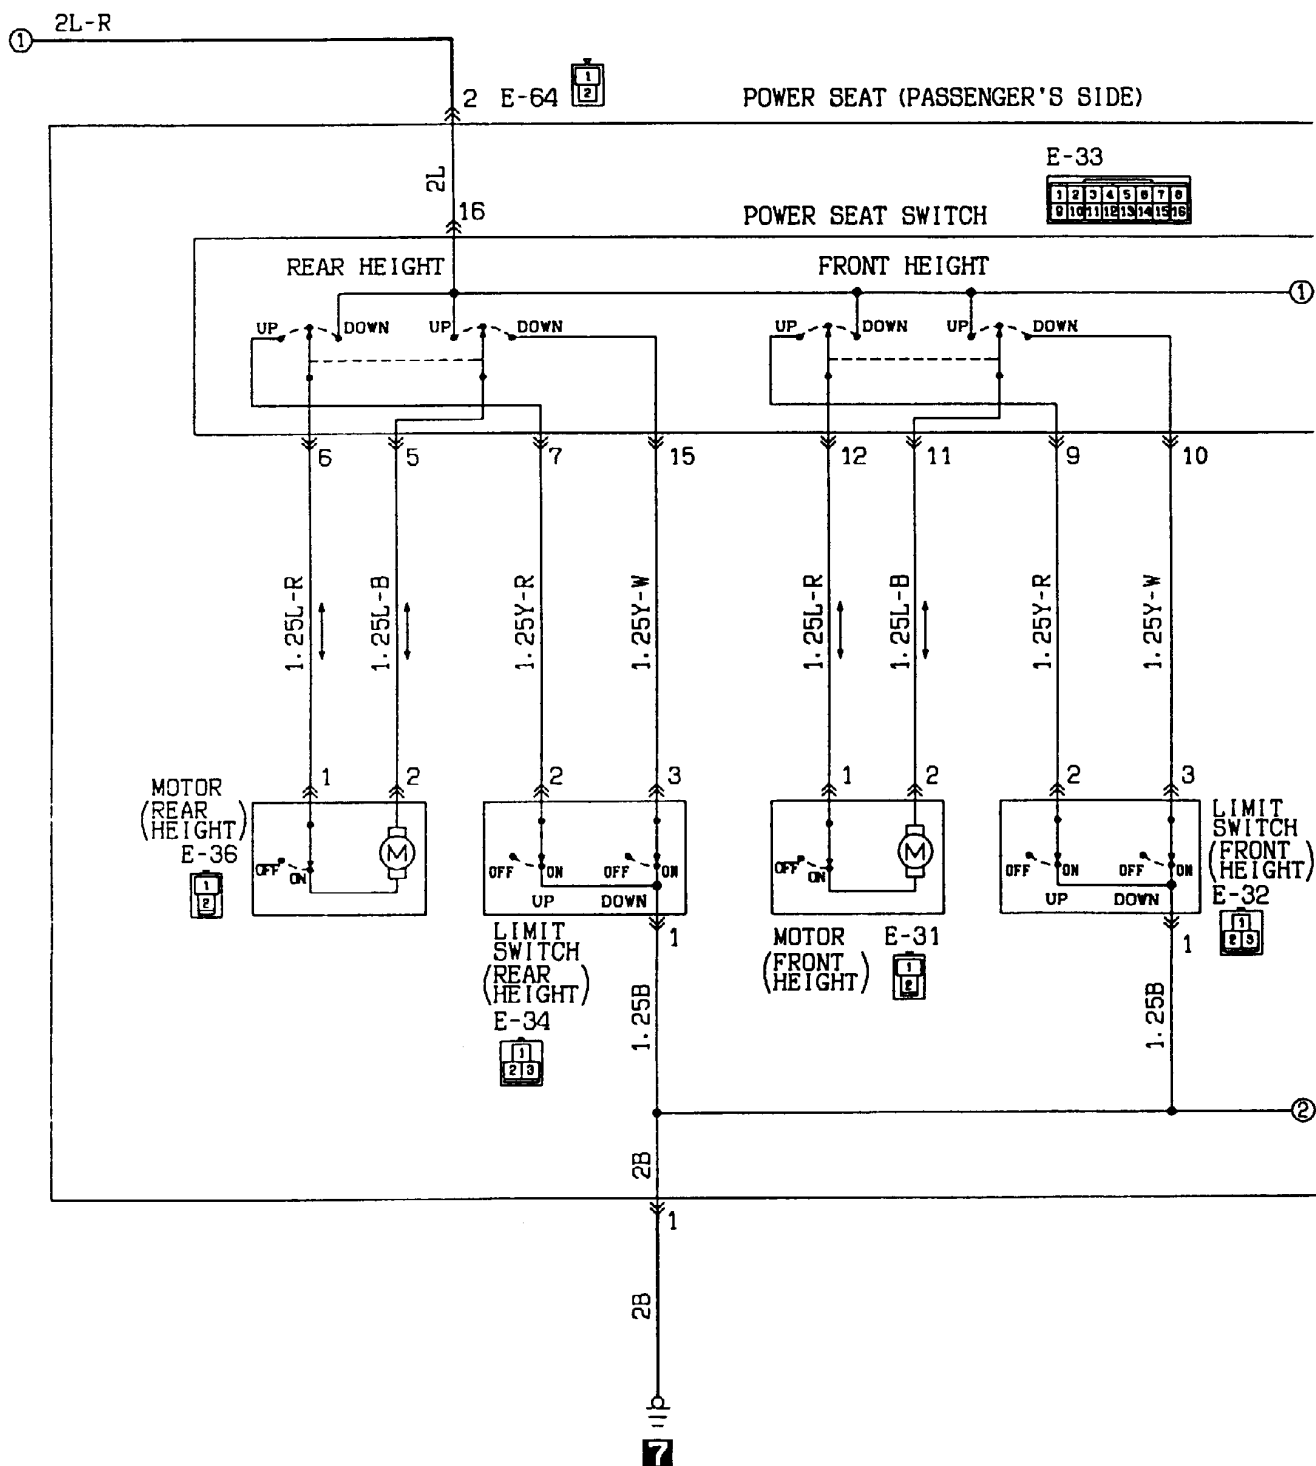 ① 2L-R
2 E-64
1
2
POWER SEAT (PASSENGER'S SIDE)
2L
E-33
1 2 3 4 5 6 7 8
9 10 11 12 13 14 15 16
16
POWER SEAT SWITCH
REAR HEIGHT
FRONT HEIGHT
①
UP DOWN UP DOWN UP DOWN UP DOWN
6 5 7 15 12 11 9 10
1.25L-R 1.25L-B 1.25Y-R 1.25Y-W 1.25L-R 1.25L-B 1.25Y-R 1.25Y-W
1 2 2 3 1 2 2 3
MOTOR
(REAR
HEIGHT)
E-36
1
2
OFF ON
M
OFF ON OFF ON
UP DOWN
OFF ON
M
OFF ON OFF ON
UP DOWN
LIMIT
SWITCH
(FRONT
HEIGHT)
E-32
1
2 3
LIMIT
SWITCH
(REAR
HEIGHT)
E-34
1
2 3
1
1.25B
MOTOR
(FRONT
HEIGHT)
E-31
1
2
1
1.25B
②
2B
1
2B
7